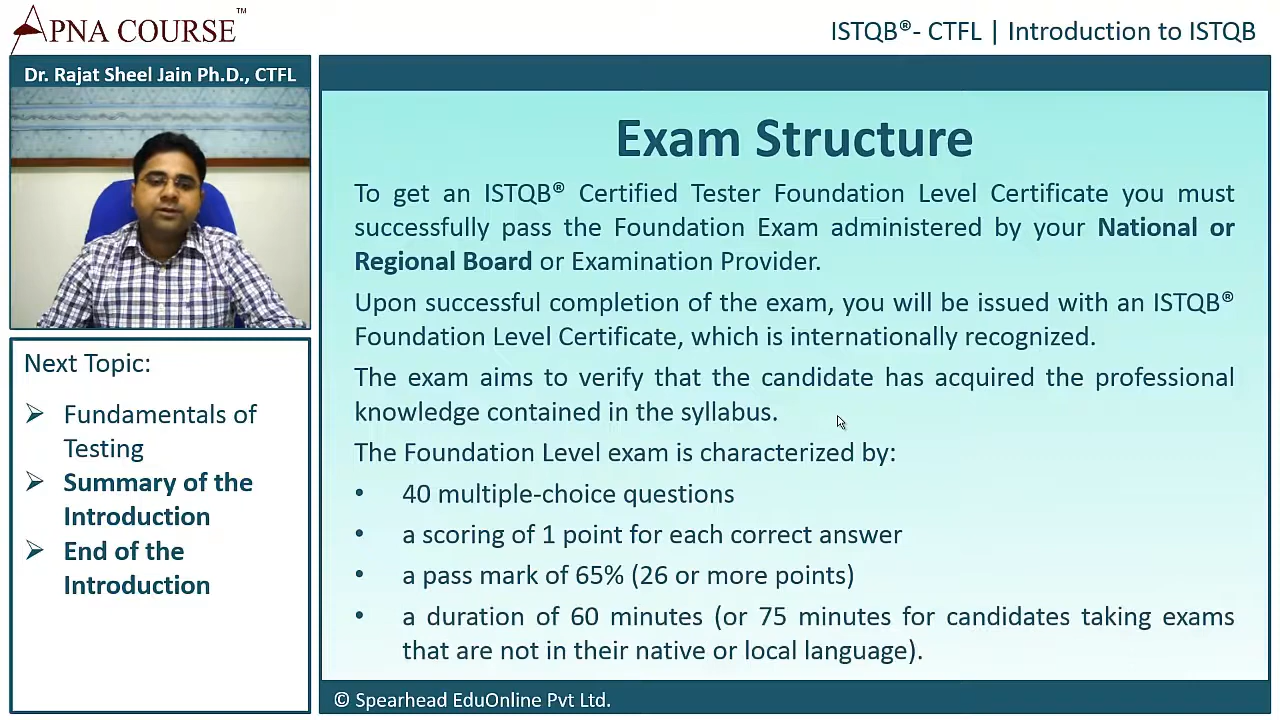 APNA COURSE™
ISTQB®- CTFL | Introduction to ISTQB
Dr. Rajat Sheel Jain Ph.D., CTFL
Next Topic:
➢ Fundamentals of
Testing
➢ Summary of the
Introduction
➢ End of the
Introduction
Exam Structure
To get an ISTQB® Certified Tester Foundation Level Certificate you must
successfully pass the Foundation Exam administered by your National or
Regional Board or Examination Provider.
Upon successful completion of the exam, you will be issued with an ISTQB®
Foundation Level Certificate, which is internationally recognized.
The exam aims to verify that the candidate has acquired the professional
knowledge contained in the syllabus.
The Foundation Level exam is characterized by:
• 40 multiple-choice questions
• a scoring of 1 point for each correct answer
• a pass mark of 65% (26 or more points)
• a duration of 60 minutes (or 75 minutes for candidates taking exams
that are not in their native or local language).
© Spearhead EduOnline Pvt Ltd.